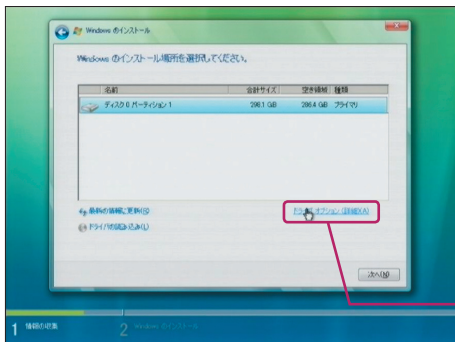 Windows のインストール
Windows のインストール場所を選択してください。
名前 合計サイズ 空き領域 種類
ディスク 0 パーティション 1 298.1 GB 286.4 GB プライマリ
最新の情報に更新(R)
ドライブ オプション (詳細)(A)
ドライバの読み込み(L)
次へ(N)
1 情報の収集
2 Windows のインストール